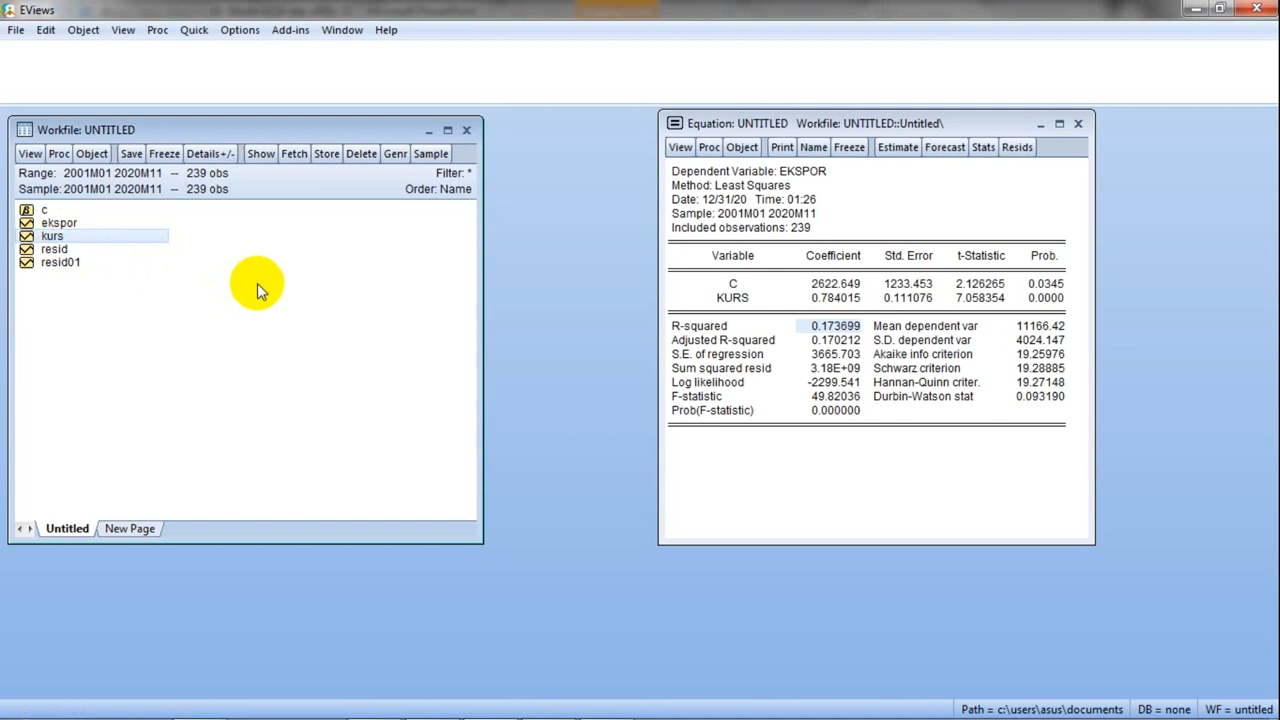 EViews
File Edit Object View Proc Quick Options Add-ins Window Help
Workfile: UNTITLED
View Proc Object Save Freeze Details+/- Show Fetch Store Delete Genr Sample
Range: 2001M01 2020M11 -- 239 obs Filter: *
Sample: 2001M01 2020M11 -- 239 obs Order: Name
β c
ekspor
kurs
resid
resid01
Untitled New Page
Equation: UNTITLED Workfile: UNTITLED::Untitled\
View Proc Object Print Name Freeze Estimate Forecast Stats Resids
Dependent Variable: EKSPOR
Method: Least Squares
Date: 12/31/20 Time: 01:26
Sample: 2001M01 2020M11
Included observations: 239
Variable Coefficient Std. Error t-Statistic Prob.
C 2622.649 1233.453 2.126265 0.0345
KURS 0.784015 0.111076 7.058354 0.0000
R-squared 0.173699 Mean dependent var 11166.42
Adjusted R-squared 0.170212 S.D. dependent var 4024.147
S.E. of regression 3665.703 Akaike info criterion 19.25976
Sum squared resid 3.18E+09 Schwarz criterion 19.28885
Log likelihood -2299.541 Hannan-Quinn criter. 19.27148
F-statistic 49.82036 Durbin-Watson stat 0.093190
Prob(F-statistic) 0.000000
Path = c:\users\asus\documents DB = none WF = untitled